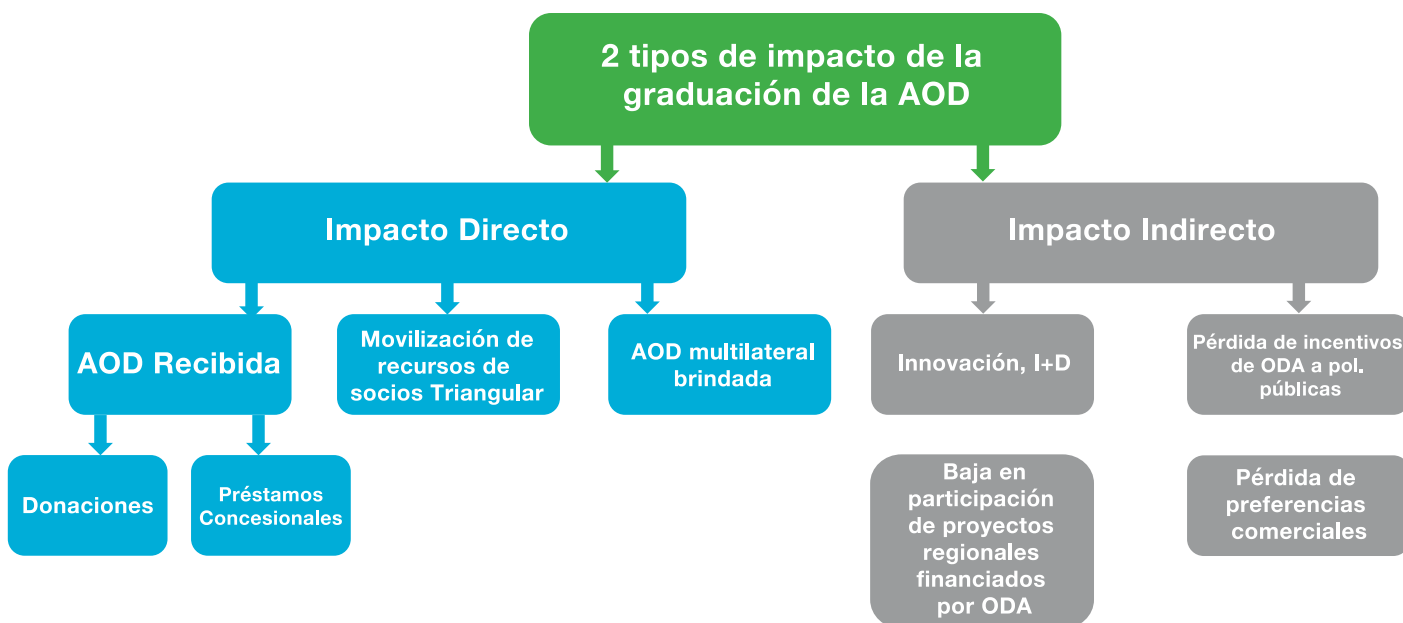 2 tipos de impacto de la
graduación de la AOD
Impacto Directo
Impacto Indirecto
AOD Recibida
Movilización de
recursos de
socios Triangular
AOD multilateral
brindada
Innovación, I+D
Pérdida de incentivos
de ODA a pol.
públicas
Donaciones
Préstamos
Concesionales
Baja en
participación
de proyectos
regionales
financiados
por ODA
Pérdida de
preferencias
comerciales